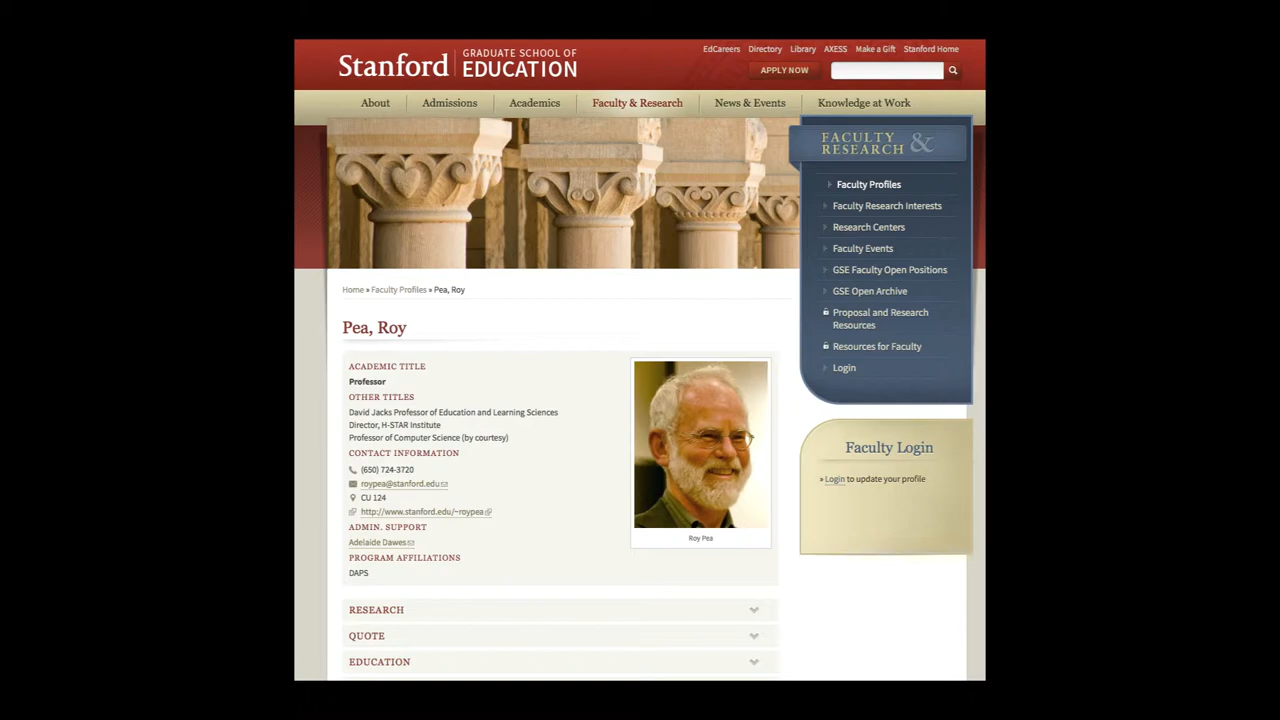 Stanford
GRADUATE SCHOOL OF
EDUCATION
EdCareers Directory Library AXESS Make a Gift Stanford Home
APPLY NOW
About Admissions Academics Faculty & Research News & Events Knowledge at Work
FACULTY
RESEARCH &
Faculty Profiles
Faculty Research Interests
Research Centers
Faculty Events
GSE Faculty Open Positions
GSE Open Archive
Proposal and Research
Resources
Resources for Faculty
Login
Home » Faculty Profiles » Pea, Roy
Pea, Roy
ACADEMIC TITLE
Professor
OTHER TITLES
David Jacks Professor of Education and Learning Sciences
Director, H-STAR Institute
Professor of Computer Science (by courtesy)
CONTACT INFORMATION
(650) 724-3720
roypea@stanford.edu
CU 124
http://www.stanford.edu/~roypea
ADMIN. SUPPORT
Adelaide Dawes
PROGRAM AFFILIATIONS
DAPS
Roy Pea
Faculty Login
» Login to update your profile
RESEARCH
QUOTE
EDUCATION